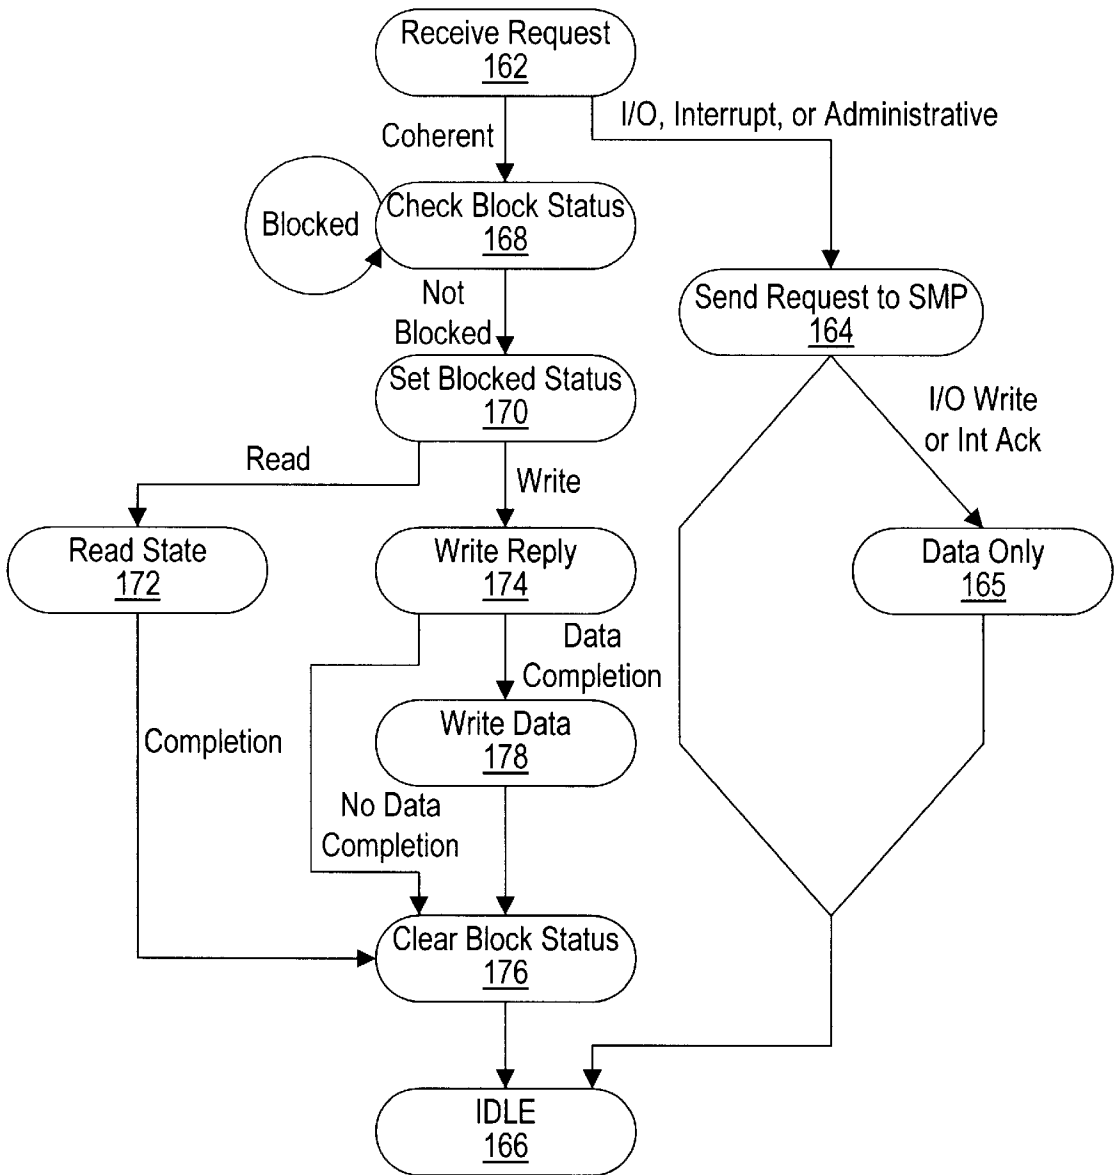 Receive Request
162
I/O, Interrupt, or Administrative
Coherent
Blocked
Check Block Status
168
Not
Blocked
Send Request to SMP
164
Set Blocked Status
170
I/O Write
or Int Ack
Read
Write
Read State
172
Write Reply
174
Data Only
165
Data
Completion
Write Data
178
Completion
No Data
Completion
Clear Block Status
176
IDLE
166